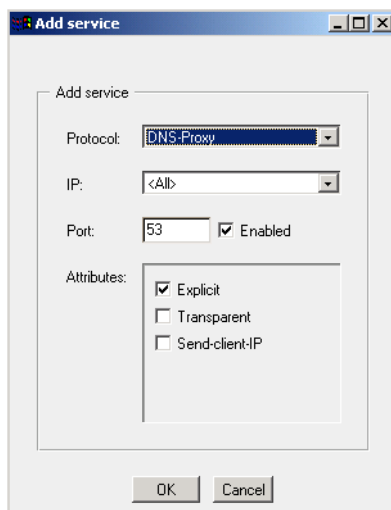 Add service
Add service
Protocol: DNS-Proxy
IP: <All>
Port: 53 Enabled
Attributes: Explicit
Transparent
Send-client-IP
OK Cancel